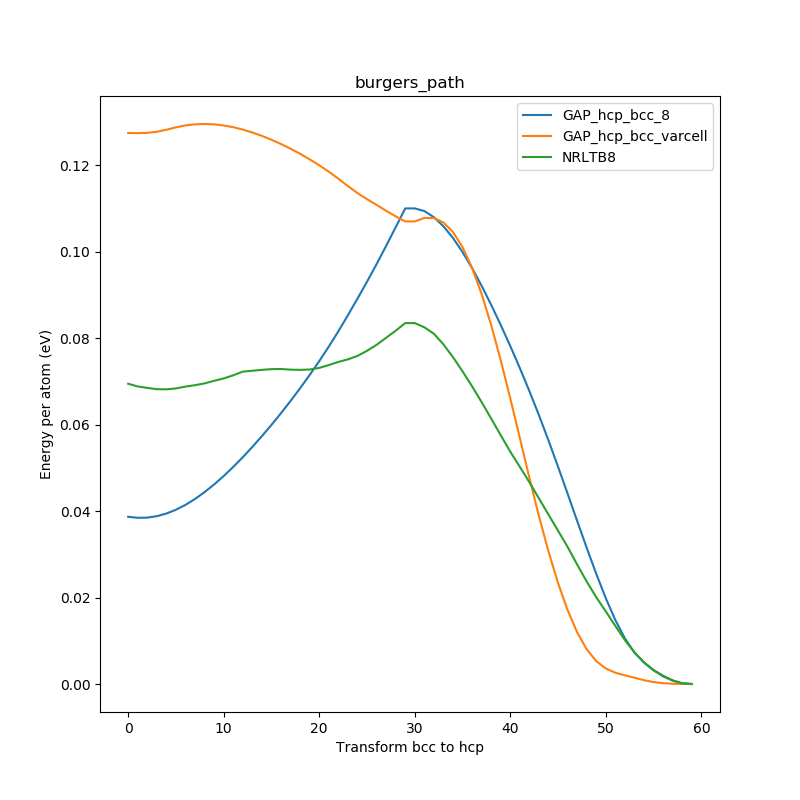 burgers_path
GAP_hcp_bcc_8
GAP_hcp_bcc_varcell
NRLTB8
Energy per atom (eV)
0.12
0.10
0.08
0.06
0.04
0.02
0.00
0 10 20 30 40 50 60
Transform bcc to hcp